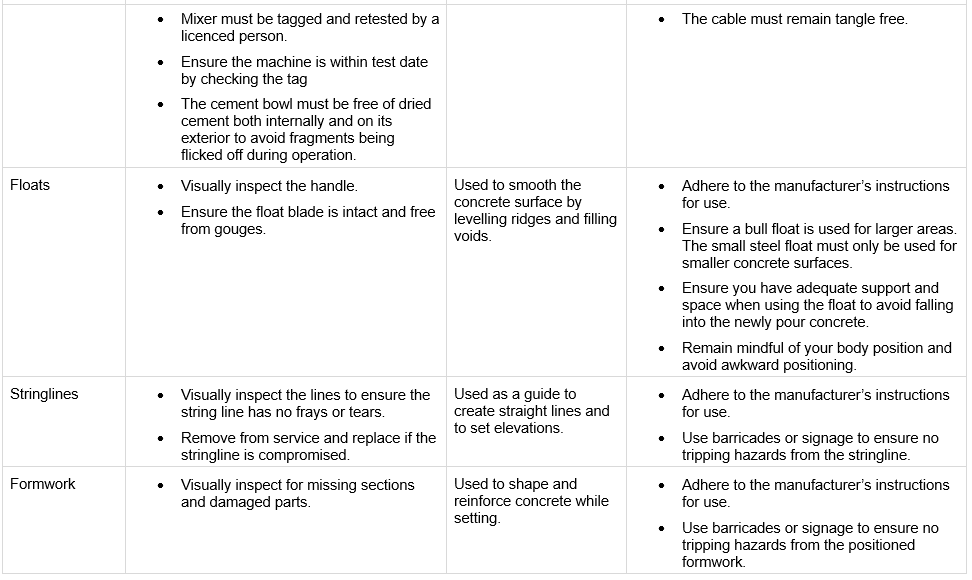 Mixer must be tagged and retested by a
licenced person.
Ensure the machine is within test date
by checking the tag
The cement bowl must be free of dried
cement both internally and on its
exterior to avoid fragments being
flicked off during operation.
The cable must remain tangle free.
Floats
Visually inspect the handle.
Ensure the float blade is intact and free
from gouges.
Used to smooth the
concrete surface by
levelling ridges and filling
voids.
Adhere to the manufacturer’s instructions
for use.
Ensure a bull float is used for larger areas.
The small steel float must only be used for
smaller concrete surfaces.
Ensure you have adequate support and
space when using the float to avoid falling
into the newly pour concrete.
Remain mindful of your body position and
avoid awkward positioning.
Stringlines
Visually inspect the lines to ensure the
string line has no frays or tears.
Remove from service and replace if the
stringline is compromised.
Used as a guide to
create straight lines and
to set elevations.
Adhere to the manufacturer’s instructions
for use.
Use barricades or signage to ensure no
tripping hazards from the stringline.
Formwork
Visually inspect for missing sections
and damaged parts.
Used to shape and
reinforce concrete while
setting.
Adhere to the manufacturer’s instructions
for use.
Use barricades or signage to ensure no
tripping hazards from the positioned
formwork.